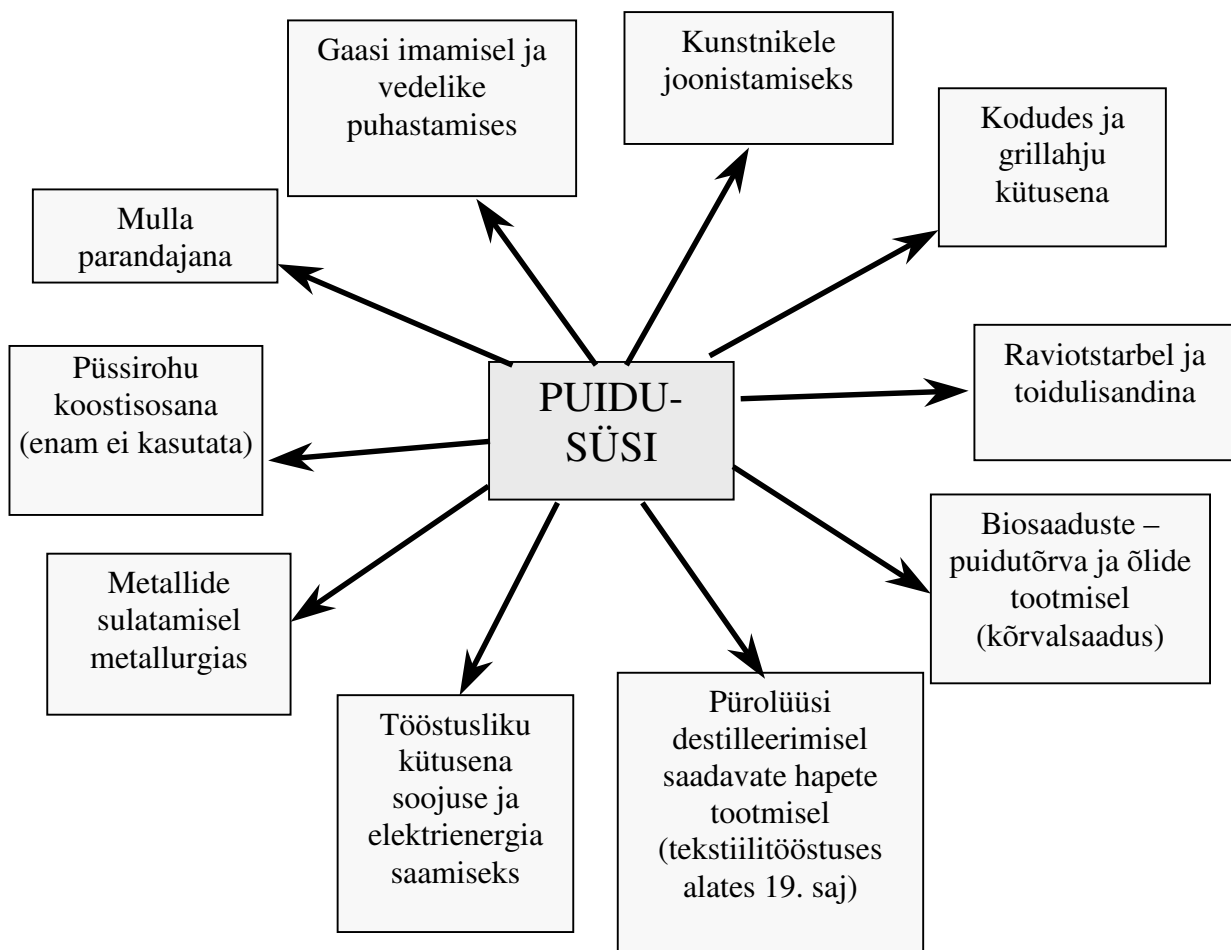 Gaasi imamisel ja
vedelike
puhastamises
Kunstnikele
joonistamiseks
Kodudes ja
grillahju
kütusena
Mulla
parandajana
Püssirohu
koostisosana
(enam ei kasutata)
PUIDU-
SÜSI
Raviotstarbel ja
toidulisandina
Metallide
sulatamisel
metallurgias
Biosaaduste –
puidutõrva ja õlide
tootmisel
(kõrvalsaadus)
Tööstusliku
kütusena
soojuse ja
elektrienergia
saamiseks
Pürolüüsi
destilleerimisel
saadavate hapete
tootmisel
(tekstiilitööstuses
alates 19. saj)